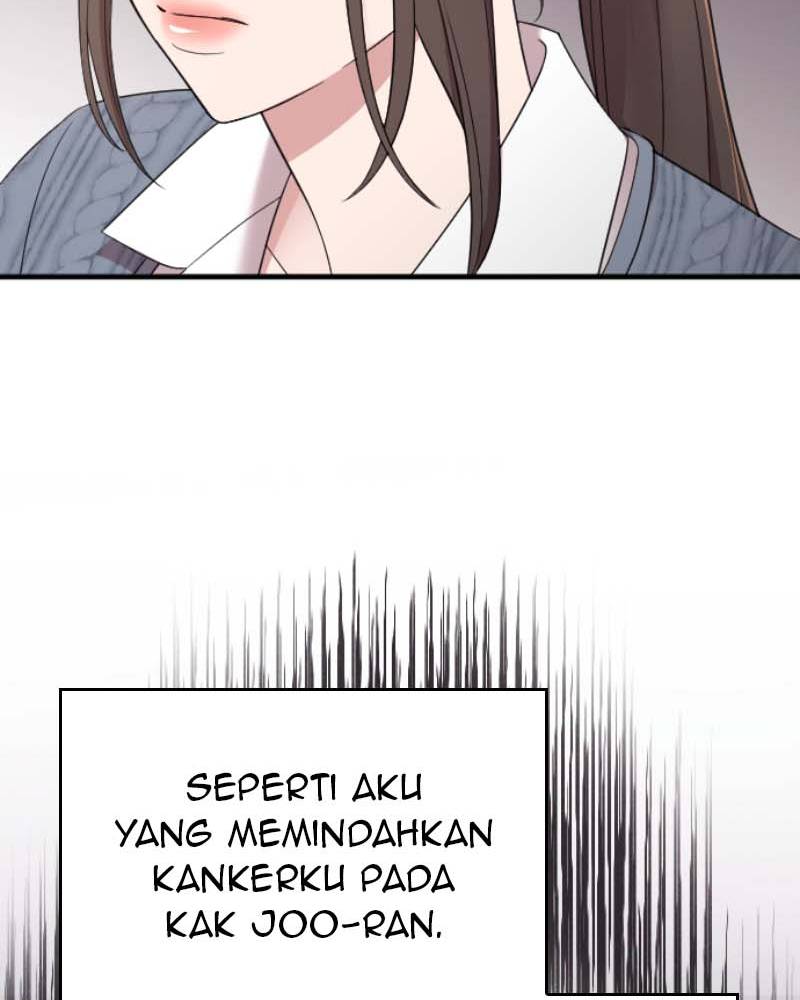 SEPERTI AKU
YANG MEMINDAHKAN
KANKERKU PADA
KAK JOO-RAN.